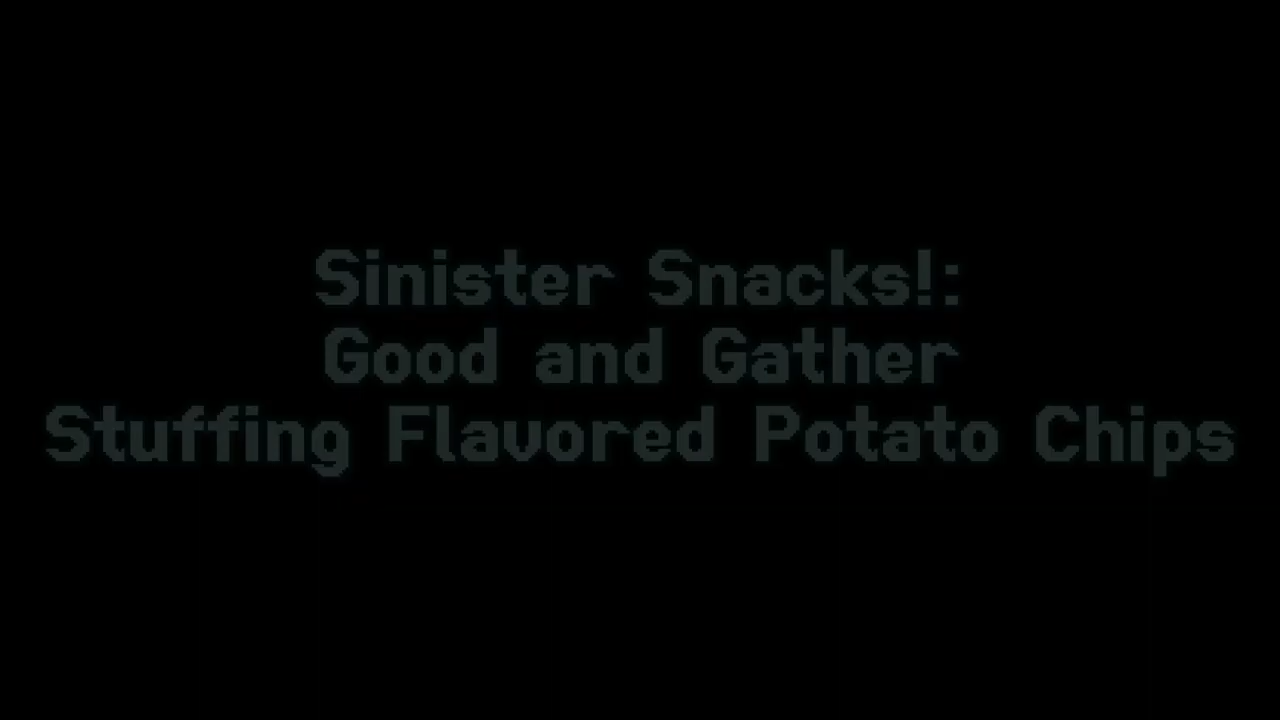 Sinister Snacks!:
Good and Gather
Stuffing Flavored Potato Chips